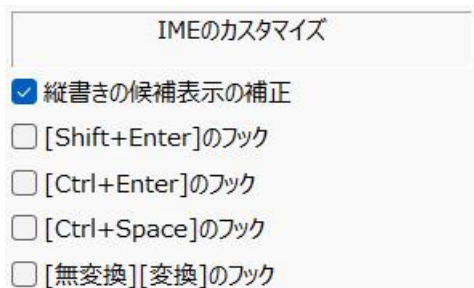 IMEのカスタマイズ
縦書きの候補表示の補正
[Shift+Enter]のフック
[Ctrl+Enter]のフック
[Ctrl+Space]のフック
[無変換][変換]のフック